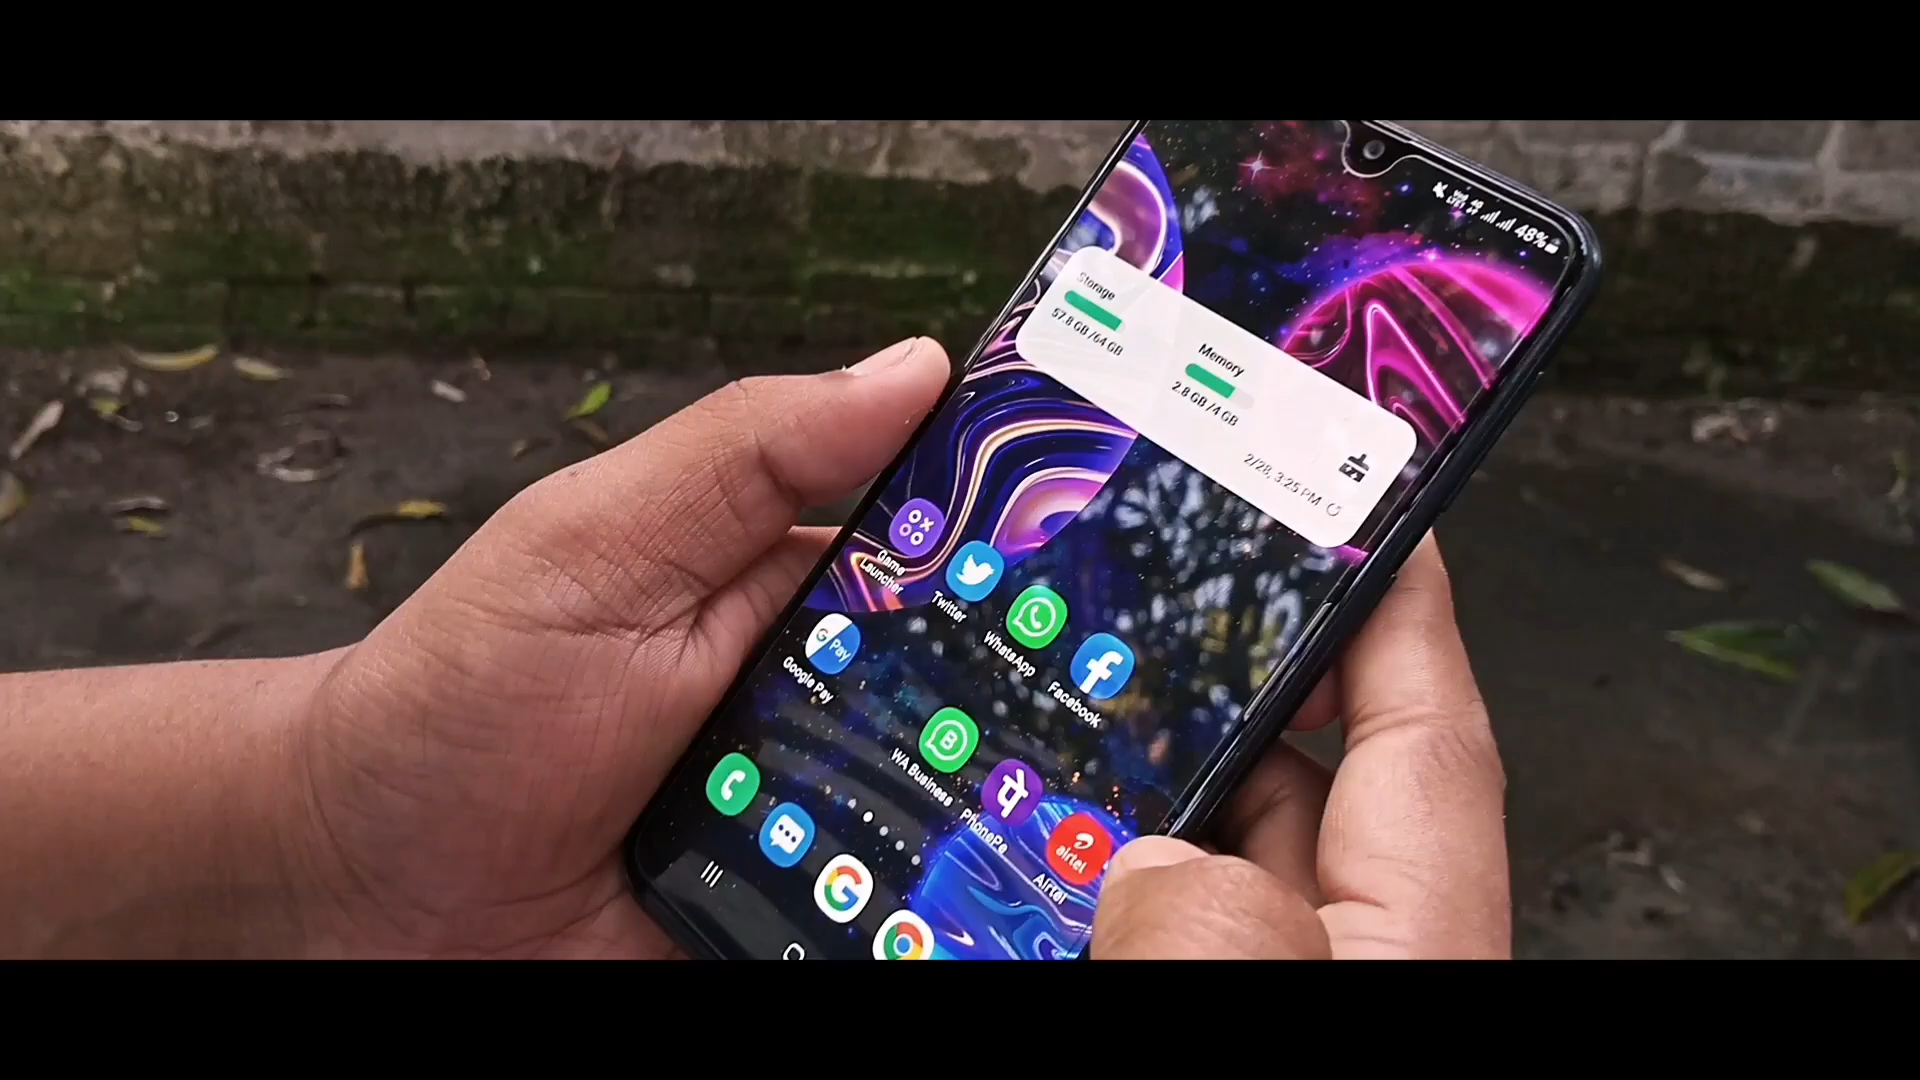 48%
Storage
57.8 GB /64 GB
Memory
2.8 GB /4 GB
2/28, 3:25 PM
Game
Launcher
Twitter
WhatsApp
Facebook
G Pay
Google Pay
B
WA Business
पे
PhonePe
airtel
Airtel
G